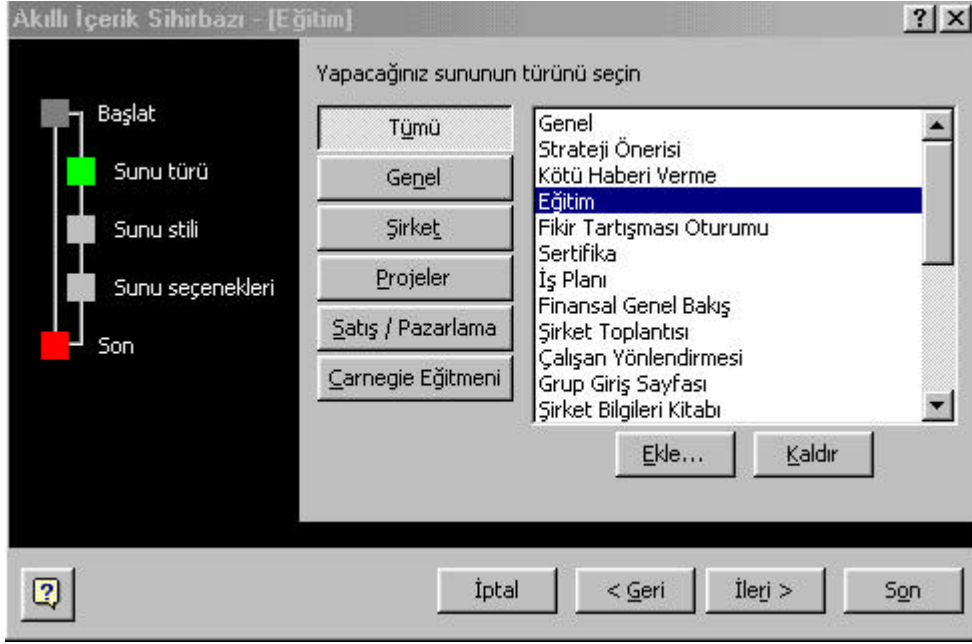 Akıllı İçerik Sihirbazı - [Eğitim]
Başlat
Sunu türü
Sunu stili
Sunu seçenekleri
Son
Yapacağınız sununun türünü seçin
Tümü
Genel
Şirket
Projeler
Satış / Pazarlama
Carnegie Eğitmeni
Genel
Strateji Önerisi
Kötü Haberi Verme
Eğitim
Fikir Tartışması Oturumu
Sertifika
İş Planı
Finansal Genel Bakış
Şirket Toplantısı
Çalışan Yönlendirmesi
Grup Giriş Sayfası
Şirket Bilgileri Kitabı
Ekle...
Kaldır
İptal
< Geri
İleri >
Son